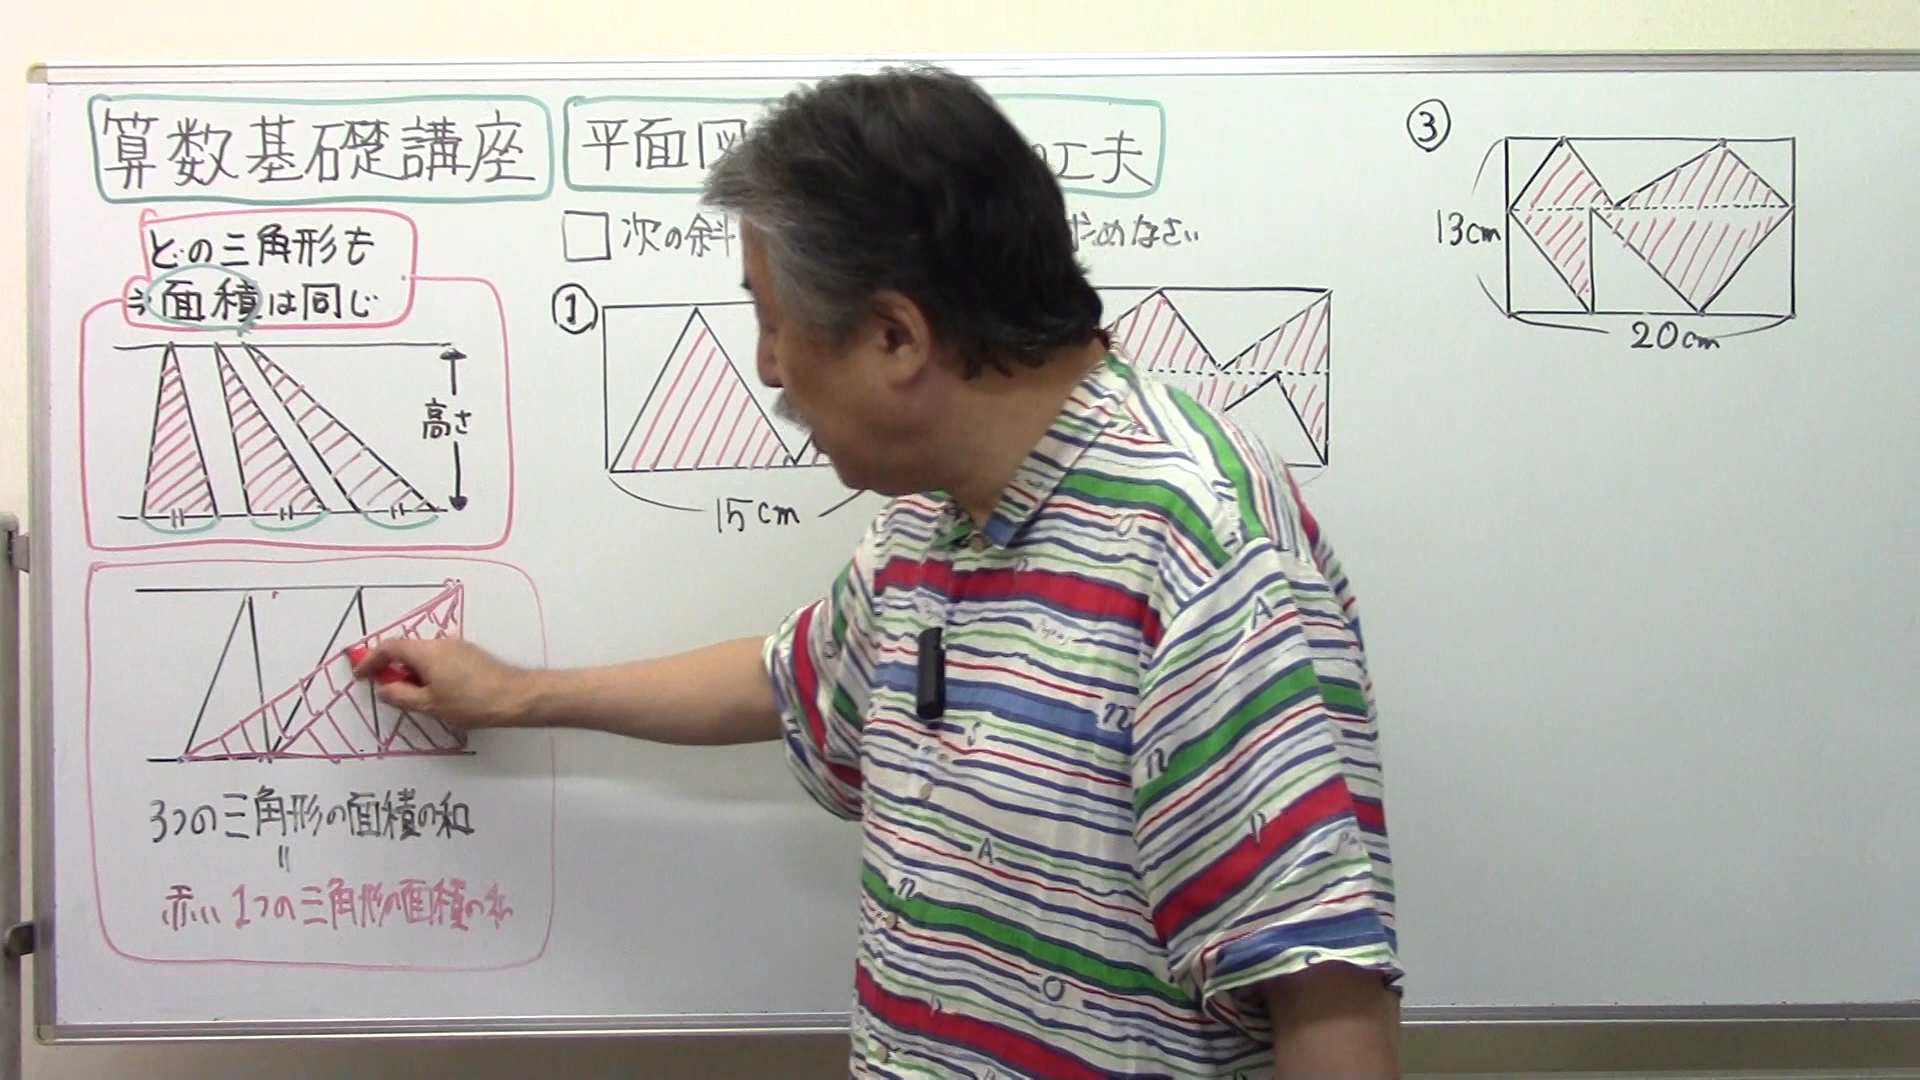 算数基礎講座
平面図
工夫
どの三角形も
⇒面積は同じ
高さ
3つの三角形の面積の和
=
赤い1つの三角形の面積の和
□次の斜
求めなさい
①
15cm
③
13cm
20cm